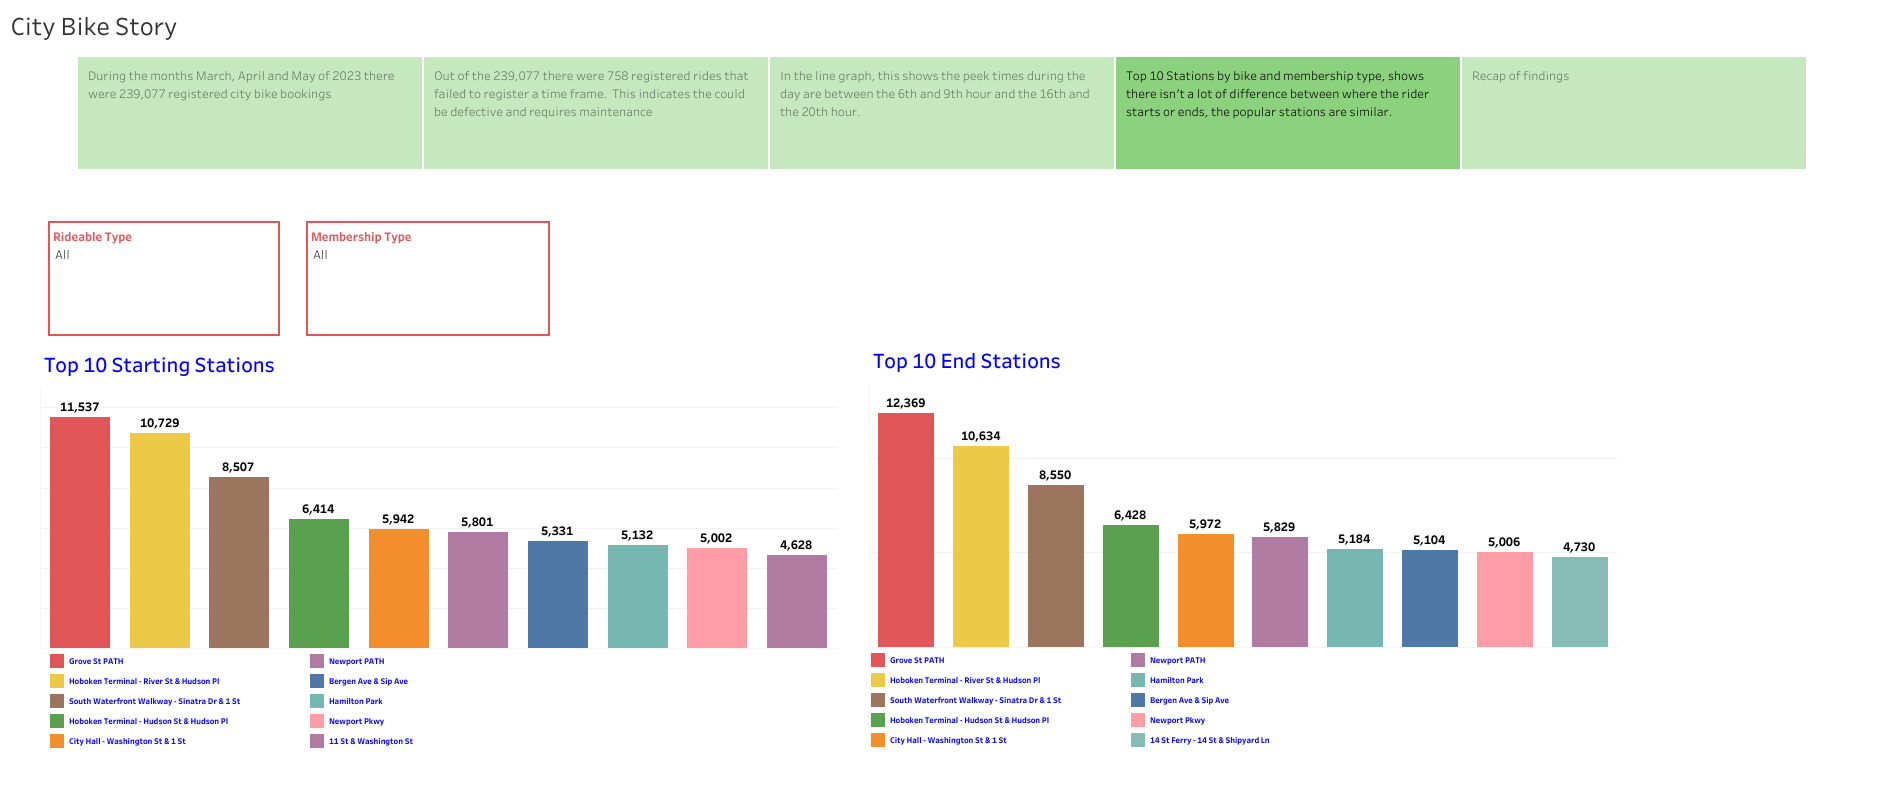 City Bike Story
During the months March, April and May of 2023 there
were 239,077 registered city bike bookings
Out of the 239,077 there were 758 registered rides that
failed to register a time frame.  This indicates the could
be defective and requires maintenance
In the line graph, this shows the peek times during the
day are between the 6th and 9th hour and the 16th and
the 20th hour.
Top 10 Stations by bike and membership type, shows
there isn't a lot of difference between where the rider
starts or ends, the popular stations are similar.
Recap of findings
Rideable Type
All
Membership Type
All
Top 10 Starting Stations
11,537
10,729
8,507
6,414
5,942
5,801
5,331
5,132
5,002
4,628
Grove St PATH
Hoboken Terminal - River St & Hudson Pl
South Waterfront Walkway - Sinatra Dr & 1 St
Hoboken Terminal - Hudson St & Hudson Pl
City Hall - Washington St & 1 St
Newport PATH
Bergen Ave & Sip Ave
Hamilton Park
Newport Pkwy
11 St & Washington St
Top 10 End Stations
12,369
10,634
8,550
6,428
5,972
5,829
5,184
5,104
5,006
4,730
Grove St PATH
Hoboken Terminal - River St & Hudson Pl
South Waterfront Walkway - Sinatra Dr & 1 St
Hoboken Terminal - Hudson St & Hudson Pl
City Hall - Washington St & 1 St
Newport PATH
Hamilton Park
Bergen Ave & Sip Ave
Newport Pkwy
14 St Ferry - 14 St & Shipyard Ln